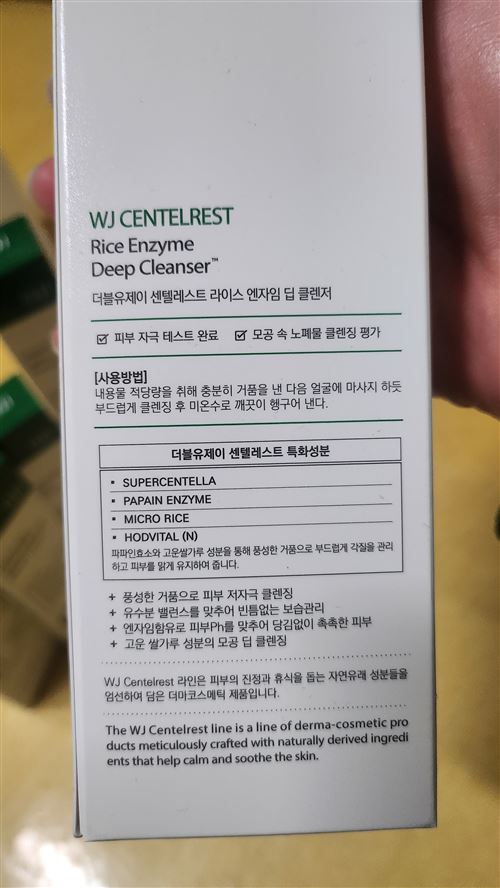 WJ CENTELREST
Rice Enzyme
Deep Cleanser™
더블유제이 센텔레스트 라이스 엔자임 딥 클렌저
☑ 피부 자극 테스트 완료 ☑ 모공 속 노폐물 클렌징 평가
[사용방법]
내용물 적당량을 취해 충분히 거품을 낸 다음 얼굴에 마사지 하듯
부드럽게 클렌징 후 미온수로 깨끗이 헹구어 낸다.
더블유제이 센텔레스트 특화성분
▪ SUPERCENTELLA
▪ PAPAIN ENZYME
▪ MICRO RICE
▪ HODVITAL (N)
파파인효소와 고운쌀가루 성분을 통해 풍성한 거품으로 부드럽게 각질을 관리
하고 피부를 맑게 유지하여 줍니다.
+ 풍성한 거품으로 피부 저자극 클렌징
+ 유수분 밸런스를 맞추어 빈틈없는 보습관리
+ 엔자임함유로 피부Ph를 맞추어 당김없이 촉촉한 피부
+ 고운 쌀가루 성분의 모공 딥 클렌징
WJ Centelrest 라인은 피부의 진정과 휴식을 돕는 자연유래 성분들을
엄선하여 담은 더마코스메틱 제품입니다.
The WJ Centelrest line is a line of derma-cosmetic pro
ducts meticulously crafted with naturally derived ingredi
ents that help calm and soothe the skin.